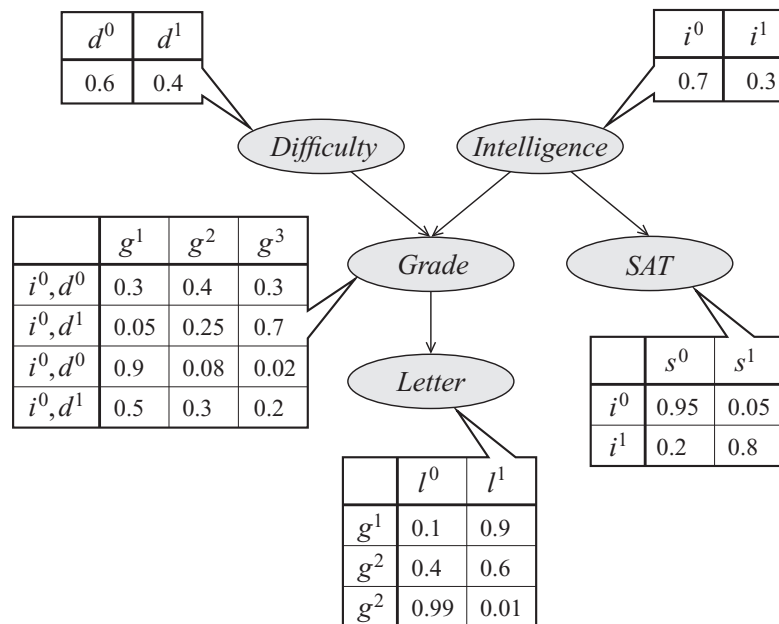 d⁰ d¹
0.6 0.4
i⁰ i¹
0.7 0.3
Difficulty
Intelligence
g¹ g² g³
i⁰,d⁰ 0.3 0.4 0.3
i⁰,d¹ 0.05 0.25 0.7
i⁰,d⁰ 0.9 0.08 0.02
i⁰,d¹ 0.5 0.3 0.2
Grade
SAT
Letter
s⁰ s¹
i⁰ 0.95 0.05
i¹ 0.2 0.8
l⁰ l¹
g¹ 0.1 0.9
g² 0.4 0.6
g² 0.99 0.01